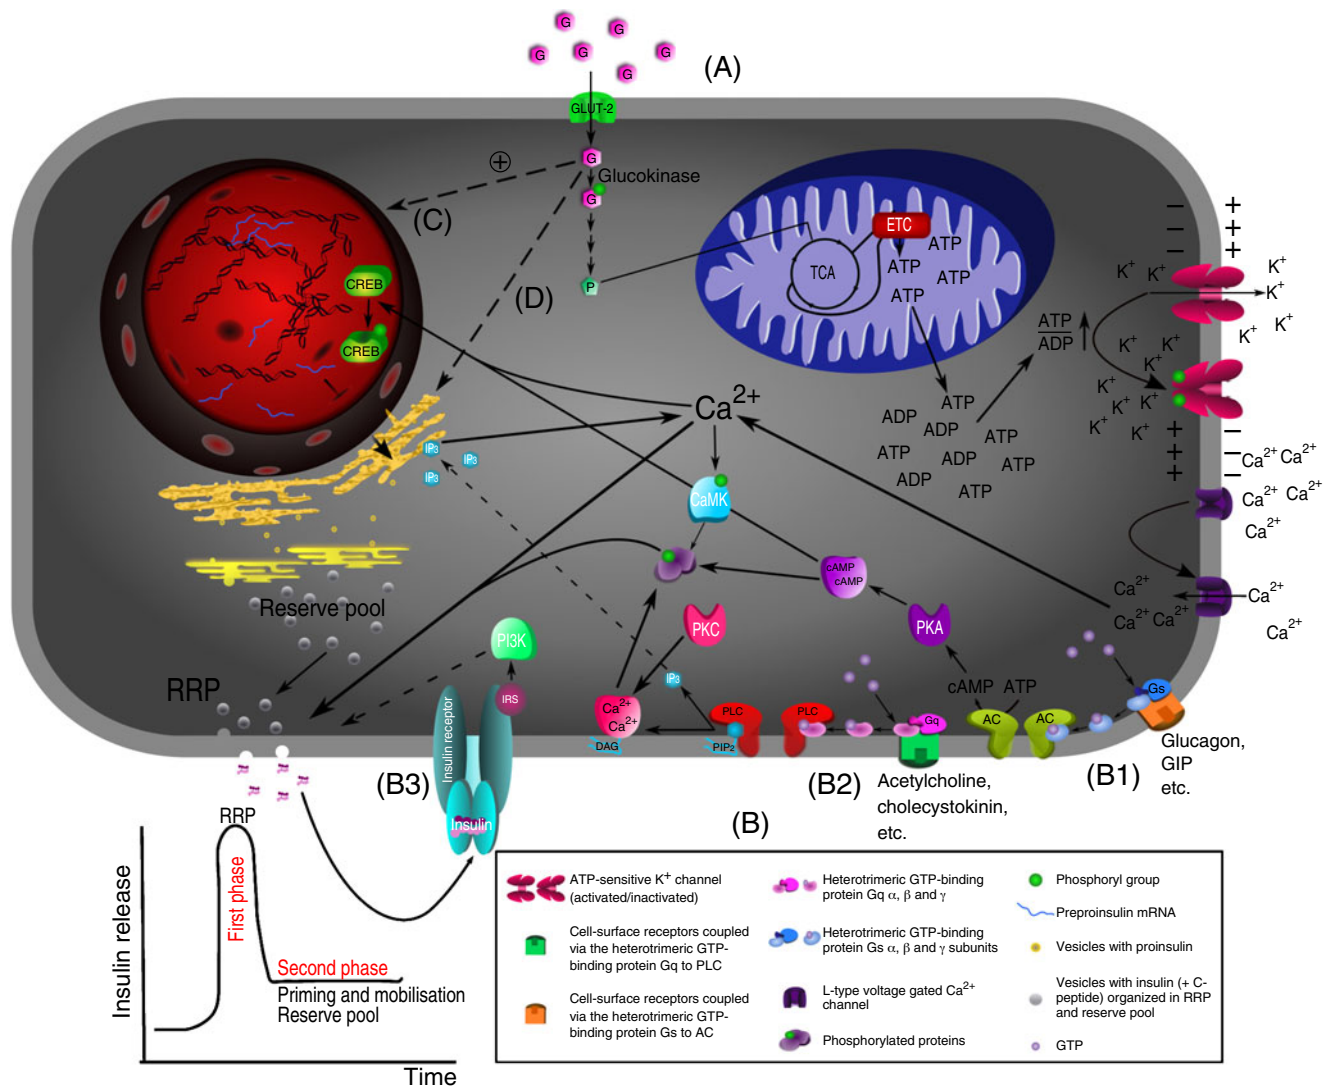 G
G
G
G
G
G
(A)
GLUT-2
G
Glucokinase
G
(C)
(D)
P
ETC
TCA
ATP
ATP
ATP
ATP
CREB
CREB
ATP
ADP
ATP
ADP
ADP
ATP
ATP
ADP
ATP
ADP
ATP
− +
− +
− +
K+
K+
K+
K+
K+
K+
K+
K+
K+
K+
K+
K+
K+
K+
+ −
+ −
+ −
Ca2+ Ca2+
Ca2+ Ca2+
Ca2+
Ca2+
Ca2+ Ca2+
Ca2+
Ca2+
Ca2+
IP3
IP3
IP3
CaMK
cAMP
cAMP
Reserve pool
PI3K
PKC
PKA
RRP
IRS
IP3
cAMP ATP
Gs
Ca2+
Ca2+
DAG
PLC
PIP2
PLC
Gq
AC
AC
Insulin receptor
Insulin
(B3)
(B2)
(B1)
(B)
Acetylcholine,
cholecystokinin,
etc.
Glucagon,
GIP
etc.
RRP
First phase
Second phase
Priming and mobilisation
Reserve pool
Insulin release
Time
ATP-sensitive K+ channel
(activated/inactivated)
Cell-surface receptors coupled
via the heterotrimeric GTP-
binding protein Gq to PLC
Cell-surface receptors coupled
via the heterotrimeric GTP-
binding protein Gs to AC
Heterotrimeric GTP-binding
protein Gq α, β and γ
Heterotrimeric GTP-binding
protein Gs α, β and γ subunits
L-type voltage gated Ca2+
channel
Phosphorylated proteins
Phosphoryl group
Preproinsulin mRNA
Vesicles with proinsulin
Vesicles with insulin (+ C-
peptide) organized in RRP
and reserve pool
GTP